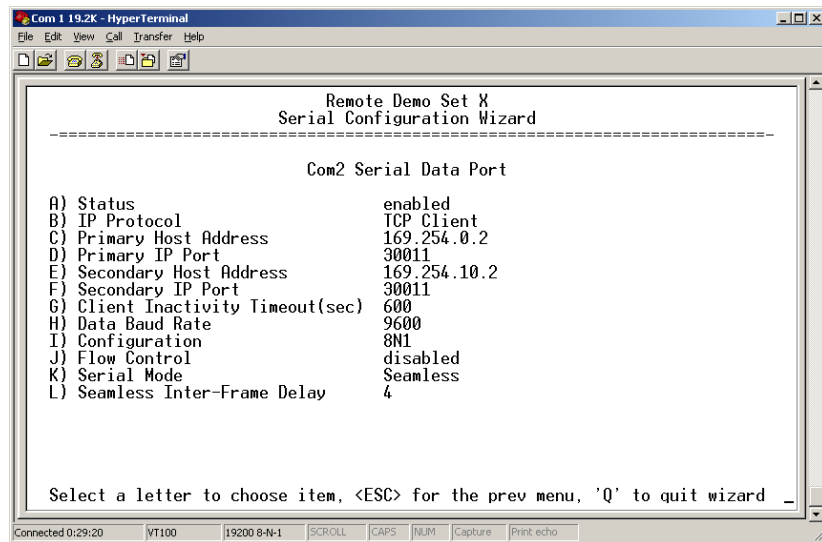 Com 1 19.2K - HyperTerminal
File Edit View Call Transfer Help
Remote Demo Set X
Serial Configuration Wizard
-==========================================================================-
Com2 Serial Data Port
A) Status enabled
B) IP Protocol TCP Client
C) Primary Host Address 169.254.0.2
D) Primary IP Port 30011
E) Secondary Host Address 169.254.10.2
F) Secondary IP Port 30011
G) Client Inactivity Timeout(sec) 600
H) Data Baud Rate 9600
I) Configuration 8N1
J) Flow Control disabled
K) Serial Mode Seamless
L) Seamless Inter-Frame Delay 4
Select a letter to choose item, <ESC> for the prev menu, 'Q' to quit wizard _
Connected 0:29:20 VT100 19200 8-N-1 SCROLL CAPS NUM Capture Print echo